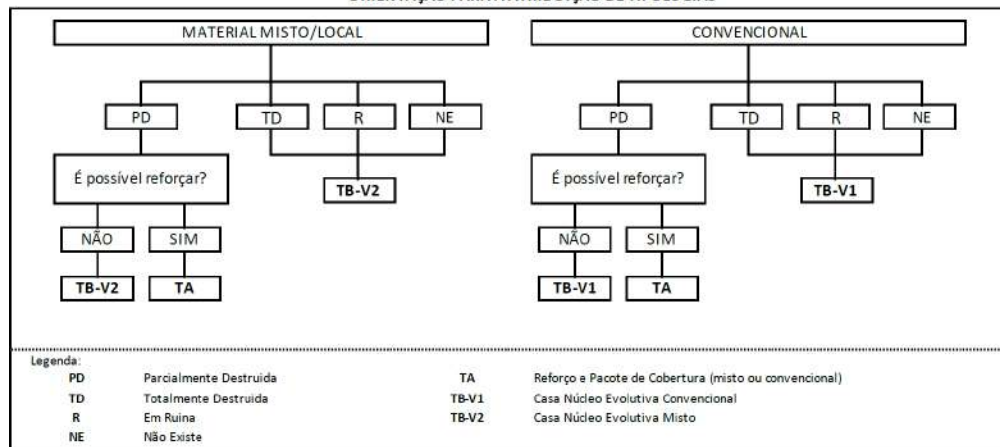 MATERIAL MISTO/LOCAL
PD
TD
R
NE
É possível reforçar?
TB-V2
NÃO
SIM
TB-V2
TA
CONVENCIONAL
PD
TD
R
NE
É possível reforçar?
TB-V1
NÃO
SIM
TB-V1
TA
Legenda:
PD Parcialmente Destruida
TD Totalmente Destruida
R Em Ruina
NE Não Existe
TA Reforço e Pacote de Cobertura (misto ou convencional)
TB-V1 Casa Núcleo Evolutiva Convencional
TB-V2 Casa Núcleo Evolutiva Misto